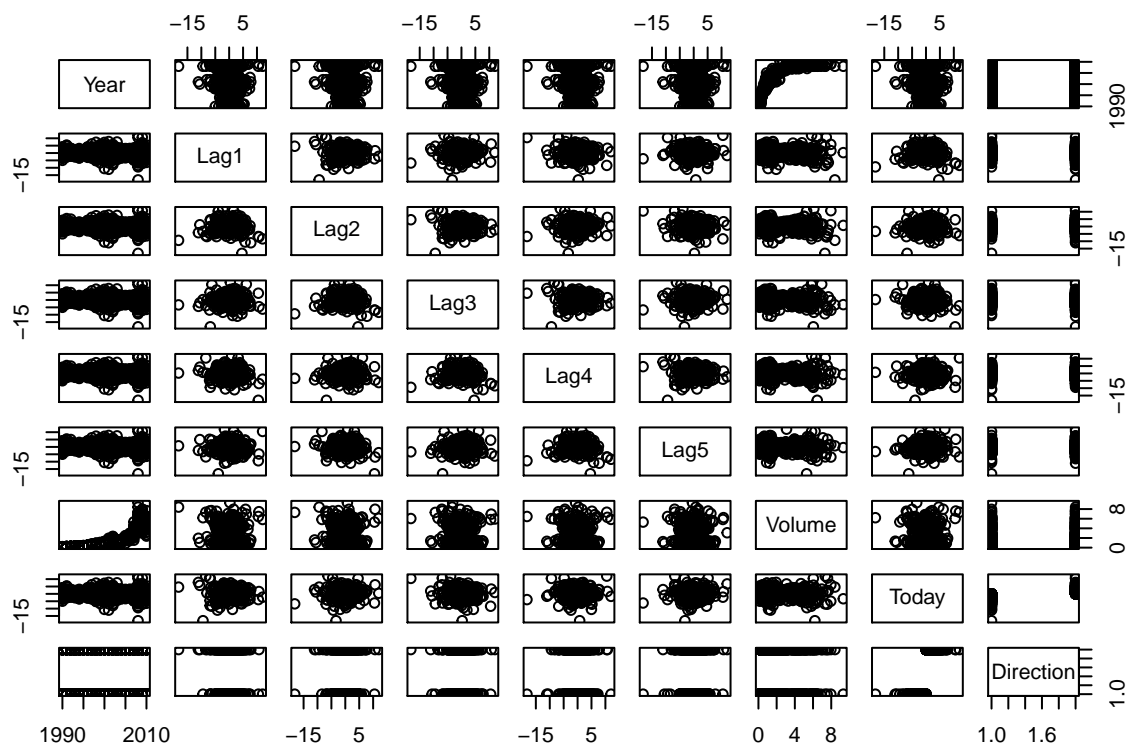 −15 5 −15 5 −15 5 −15 5
Year
1990
−15
Lag1
Lag2
−15
−15
Lag3
Lag4
−15
−15
Lag5
Volume
0 8
−15
Today
Direction
1.0
1990 2010 −15 5 −15 5 0 4 8 1.0 1.6